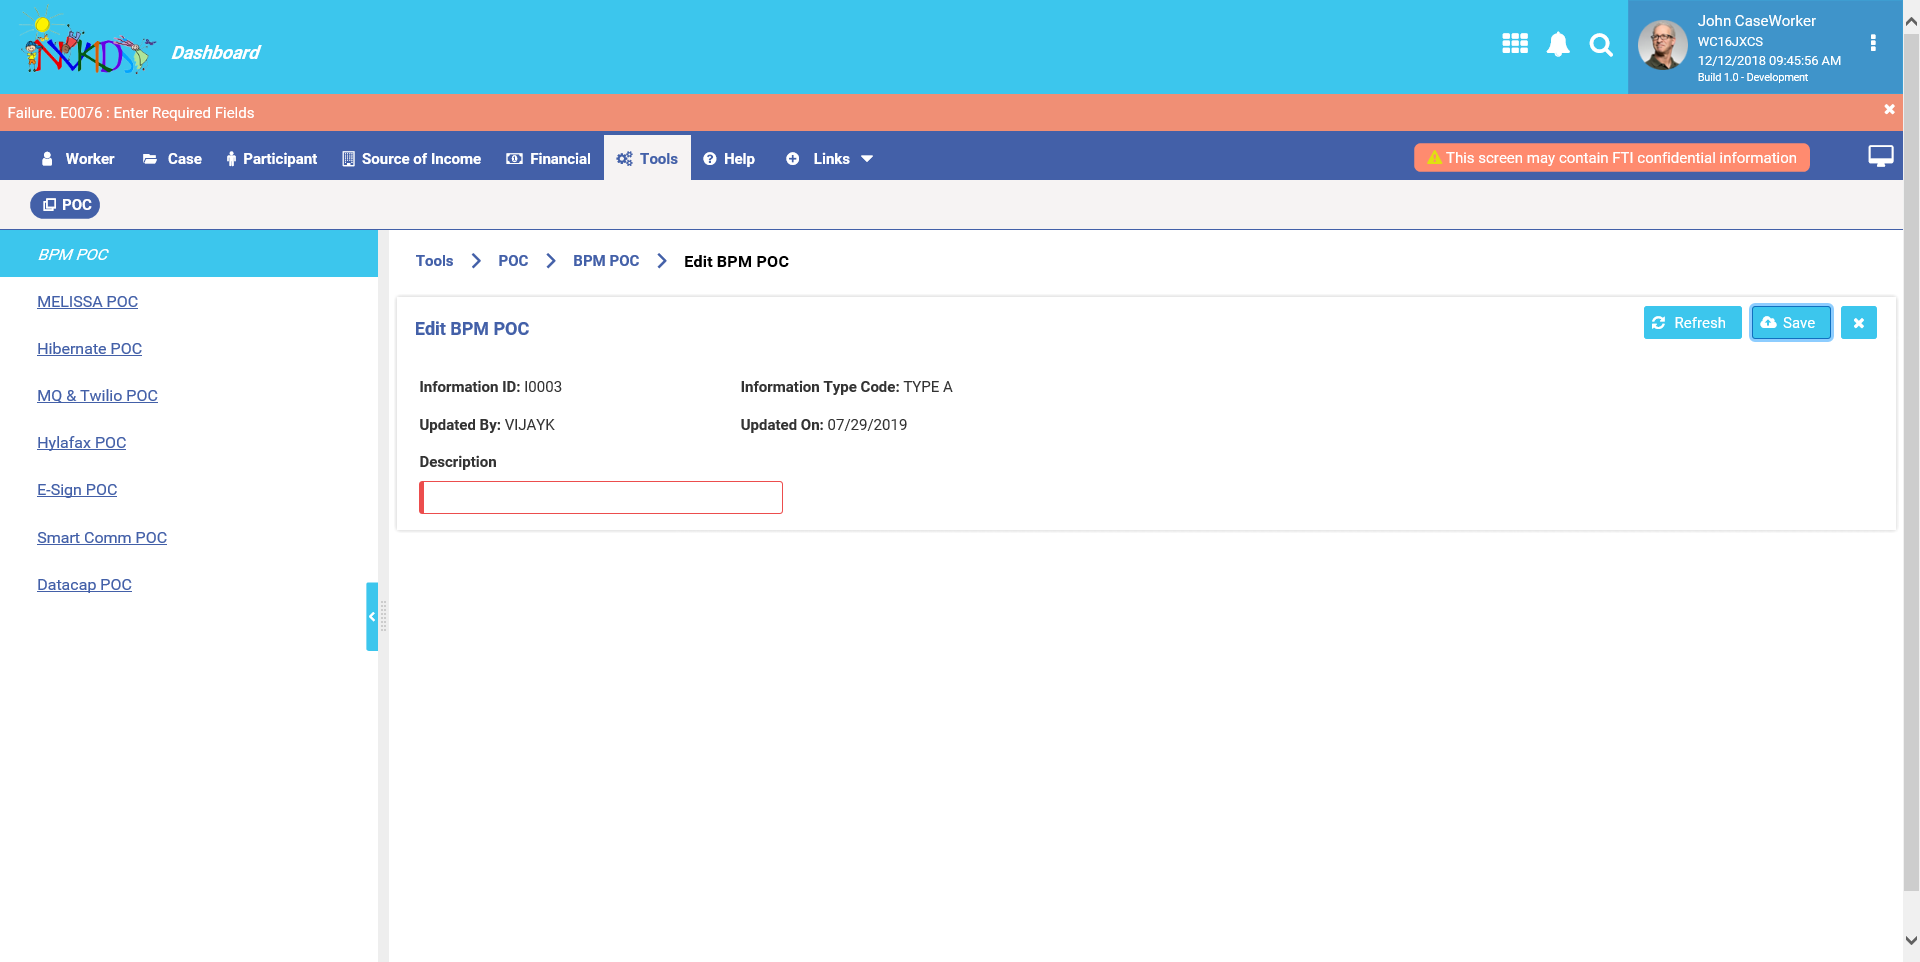 NVKIDS
Dashboard
John CaseWorker
WC16JXCS
12/12/2018 09:45:56 AM
Build 1.0 - Development
Failure. E0076 : Enter Required Fields
Worker Case Participant Source of Income Financial Tools Help Links This screen may contain FTI confidential information
POC
BPM POC
MELISSA POC
Hibernate POC
MQ & Twilio POC
Hylafax POC
E-Sign POC
Smart Comm POC
Datacap POC
Tools POC BPM POC Edit BPM POC
Edit BPM POC
Refresh Save
Information ID: I0003 Information Type Code: TYPE A
Updated By: VIJAYK Updated On: 07/29/2019
Description